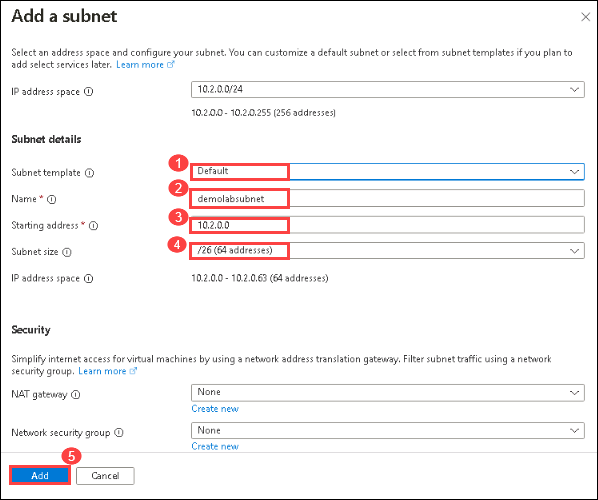 Add a subnet
Select an address space and configure your subnet. You can customize a default subnet or select from subnet templates if you plan to
add select services later. Learn more
IP address space
10.2.0.0/24
10.2.0.0 - 10.2.0.255 (256 addresses)
Subnet details
1
Subnet template
Default
2
Name *
demolabsubnet
3
Starting address *
10.2.0.0
4
Subnet size
/26 (64 addresses)
IP address space
10.2.0.0 - 10.2.0.63 (64 addresses)
Security
Simplify internet access for virtual machines by using a network address translation gateway. Filter subnet traffic using a network
security group. Learn more
NAT gateway
None
Create new
Network security group
None
Create new
5
Add
Cancel